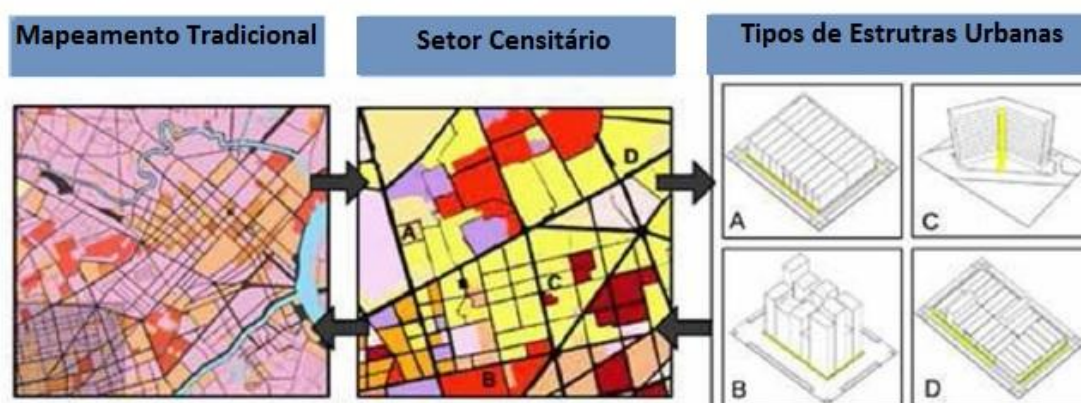 Mapeamento Tradicional
Setor Censitário
Tipos de Estrutras Urbanas
D
A
C
B
A
C
B
D